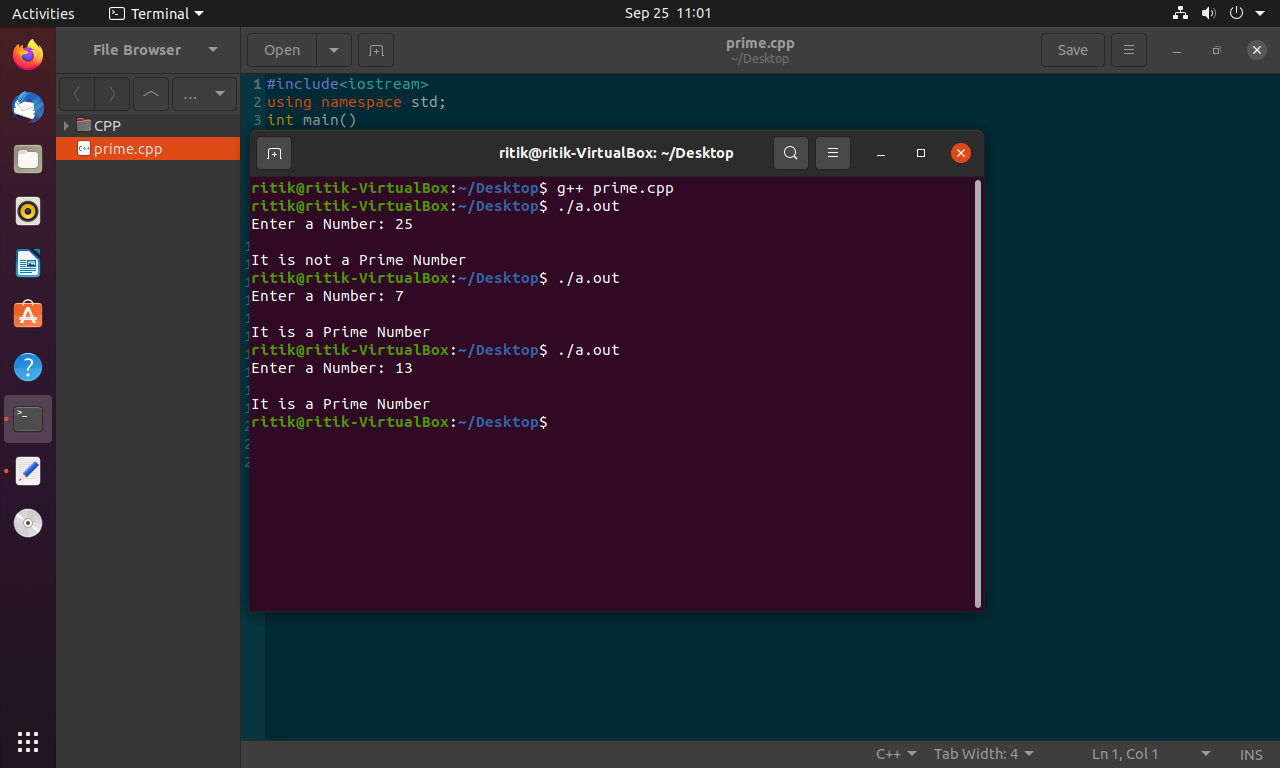 Activities Terminal Sep 25 11:01
File Browser Open prime.cpp Save
~/Desktop
...
CPP
prime.cpp
1 #include<iostream>
2 using namespace std;
3 int main()
ritik@ritik-VirtualBox: ~/Desktop
ritik@ritik-VirtualBox:~/Desktop$ g++ prime.cpp
ritik@ritik-VirtualBox:~/Desktop$ ./a.out
Enter a Number: 25
It is not a Prime Number
ritik@ritik-VirtualBox:~/Desktop$ ./a.out
Enter a Number: 7
It is a Prime Number
ritik@ritik-VirtualBox:~/Desktop$ ./a.out
Enter a Number: 13
It is a Prime Number
ritik@ritik-VirtualBox:~/Desktop$
C++ Tab Width: 4 Ln 1, Col 1 INS